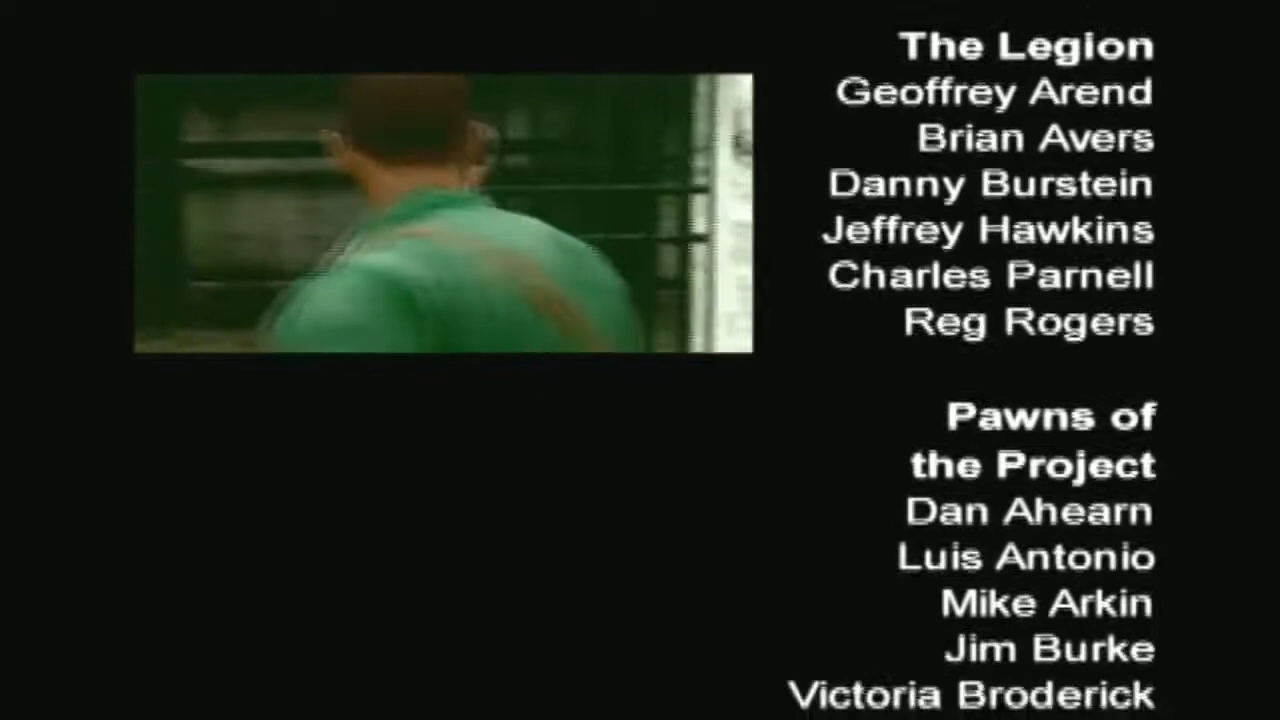 The Legion
Geoffrey Arend
Brian Avers
Danny Burstein
Jeffrey Hawkins
Charles Parnell
Reg Rogers
Pawns of
the Project
Dan Ahearn
Luis Antonio
Mike Arkin
Jim Burke
Victoria Broderick